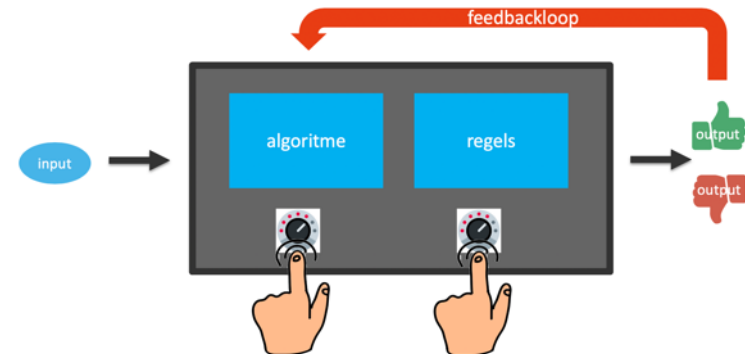 feedbackloop
algoritme
regels
input
output
output